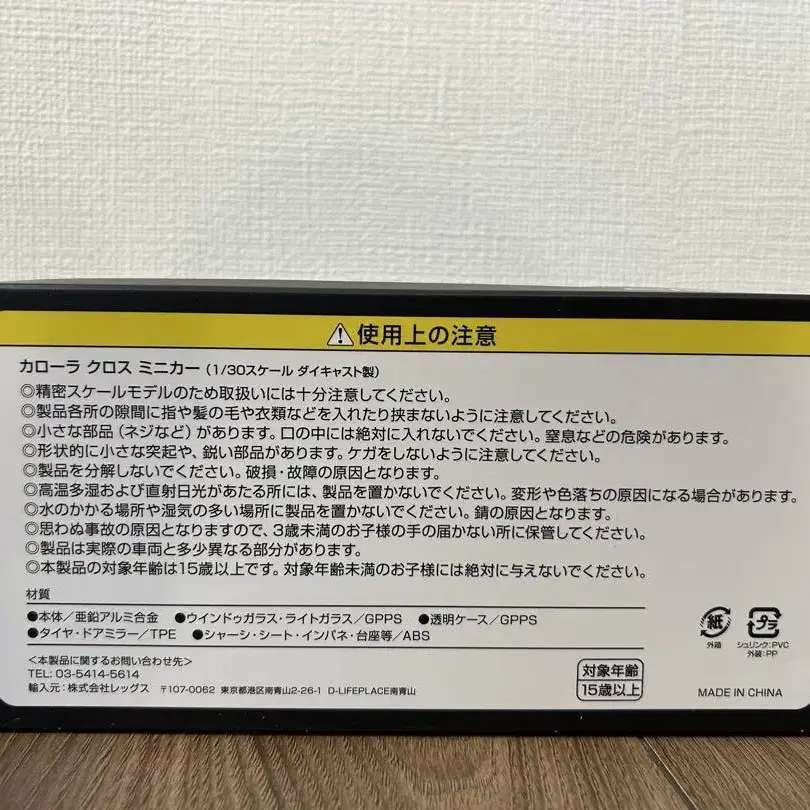 使用上の注意
カローラ クロス ミニカー（1/30スケール ダイキャスト製）
◎精密スケールモデルのため取扱いには十分注意してください。
◎製品各所の隙間に指や髪の毛や衣類などを入れたり挟まないように注意してください。
◎小さな部品（ネジなど）があります。口の中には絶対に入れないでください。窒息などの危険があります。
◎形状的に小さな突起や、鋭い部品があります。ケガをしないように注意してください。
◎製品を分解しないでください。破損・故障の原因となります。
◎高温多湿および直射日光があたる所には、製品を置かないでください。変形や色落ちの原因になる場合があります。
◎水のかかる場所や湿気の多い場所に製品を置かないでください。錆の原因となります。
◎思わぬ事故の原因となりますので、3歳未満のお子様の手の届かない所に保管してください。
◎製品は実際の車両と多少異なる部分があります。
◎本製品の対象年齢は15歳以上です。対象年齢未満のお子様には絶対に与えないでください。
材質
●本体／亜鉛アルミ合金 ●ウインドゥガラス・ライトガラス／GPPS ●透明ケース／GPPS
●タイヤ・ドアミラー／TPE ●シャーシ・シート・インパネ・台座等／ABS
紙
外箱
プラ
シュリンク：PVC
外装：PP
＜本製品に関するお問い合わせ先＞
TEL: 03-5414-5614
輸入元：株式会社レッグス 〒107-0062 東京都港区南青山2-26-1 D-LIFEPLACE南青山
対象年齢
15歳以上
MADE IN CHINA